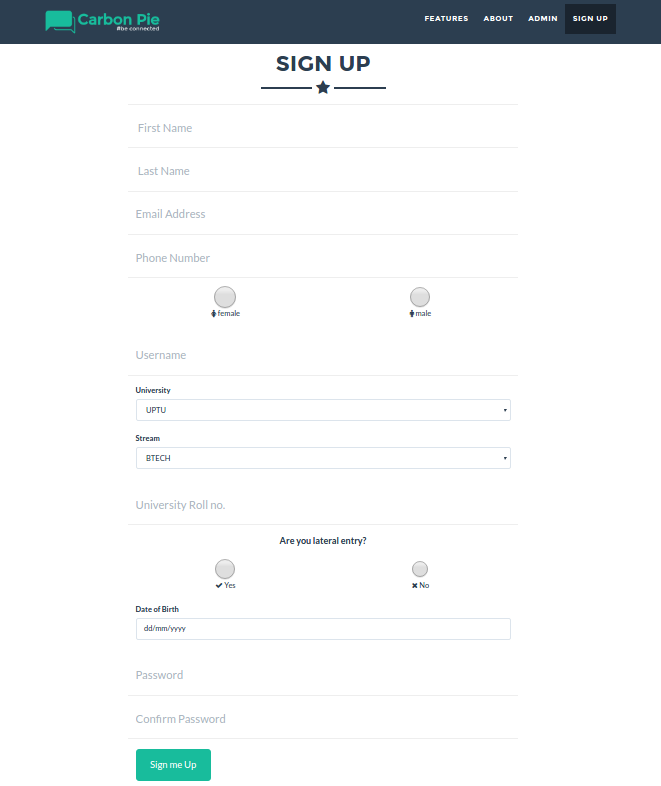 Carbon Pie
#be connected
FEATURES ABOUT ADMIN SIGN UP
SIGN UP
First Name
Last Name
Email Address
Phone Number
female male
Username
University
UPTU
Stream
BTECH
University Roll no.
Are you lateral entry?
Yes No
Date of Birth
dd/mm/yyyy
Password
Confirm Password
Sign me Up